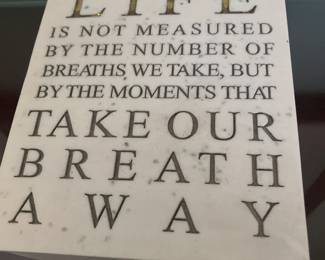 LIFE
IS NOT MEASURED
BY THE NUMBER OF
BREATHS WE TAKE, BUT
BY THE MOMENTS THAT
TAKE OUR
BREATH
AWAY